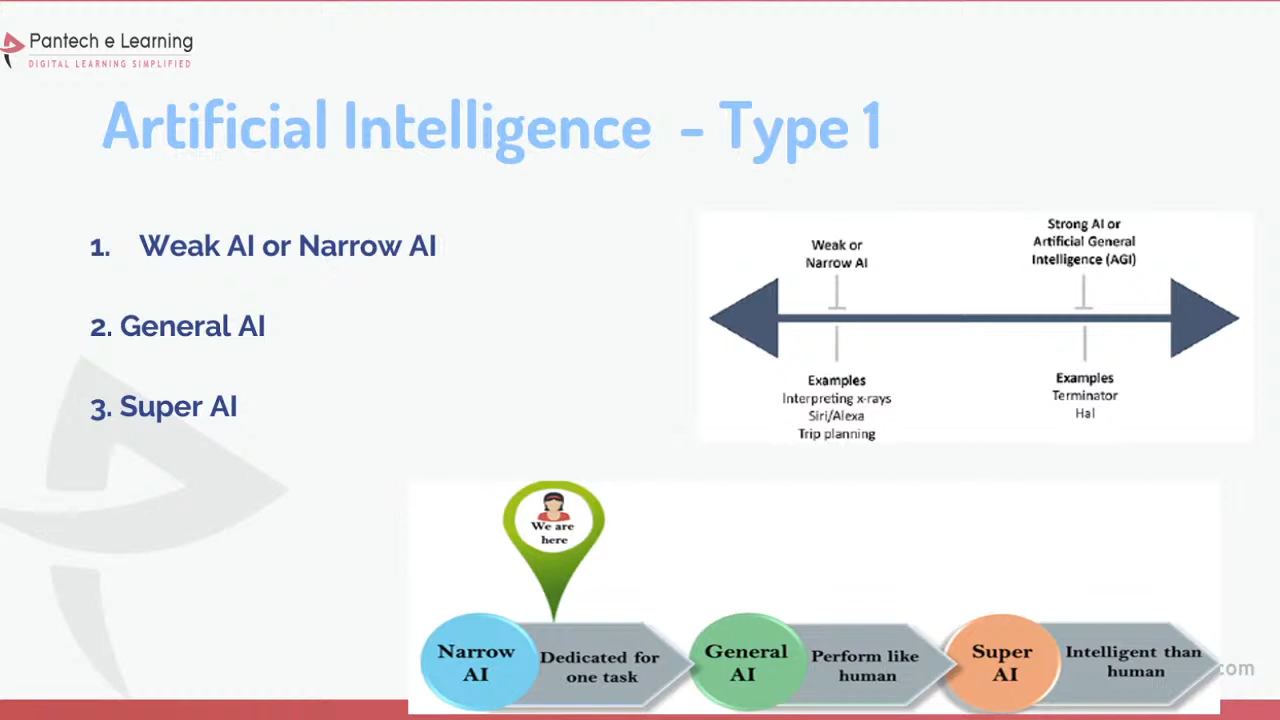 Pantech e Learning
DIGITAL LEARNING SIMPLIFIED
Artificial Intelligence - Type 1
1. Weak AI or Narrow AI
2. General AI
3. Super AI
Weak or
Narrow AI
Strong AI or
Artificial General
Intelligence (AGI)
Examples
Interpreting x-rays
Siri/Alexa
Trip planning
Examples
Terminator
Hal
We are
here
Narrow
AI
Dedicated for
one task
General
AI
Perform like
human
Super
AI
Intelligent than
human
com